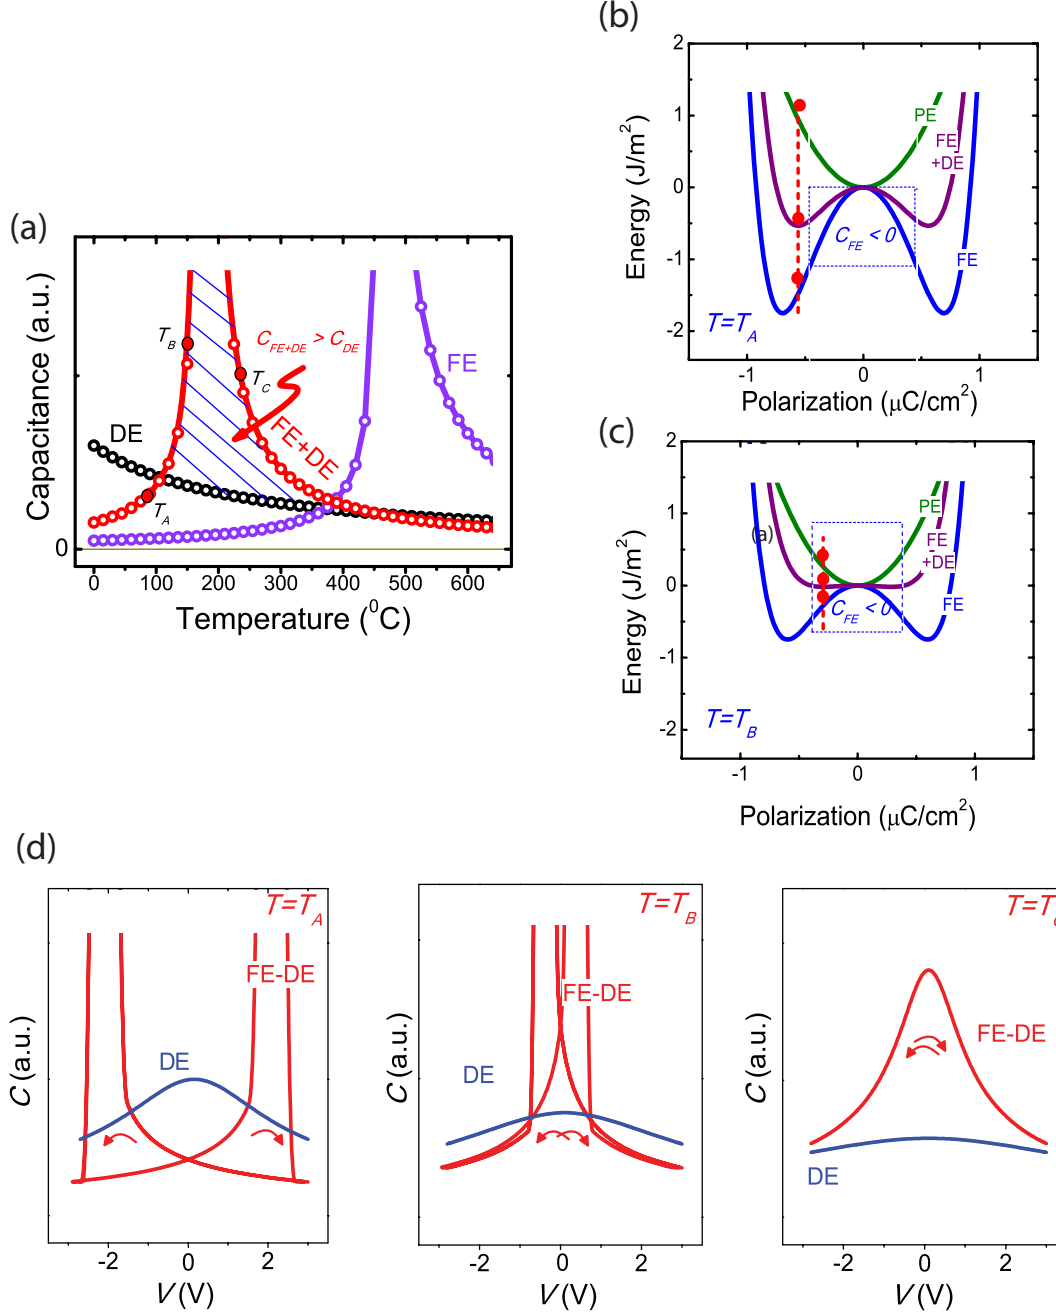 (a)
Capacitance (a.u.)
0
DE
T_A
T_B
T_C
C_FE+DE > C_DE
FE+DE
FE
0 100 200 300 400 500 600
Temperature (⁰C)
(b)
Energy (J/m²)
2
1
0
-1
-2
PE
FE
+DE
C_FE < 0
FE
T=T_A
-1 0 1
Polarization (μC/cm²)
(c)
Energy (J/m²)
2
1
0
-1
-2
(a)
PE
FE
+DE
C_FE < 0
FE
T=T_B
-1 0 1
Polarization (μC/cm²)
(d)
C (a.u.)
T=T_A
FE-DE
DE
-2 0 2
V (V)
C (a.u.)
T=T_B
FE-DE
DE
-2 0 2
V (V)
C (a.u.)
FE-DE
DE
-2 0 2
V (V)